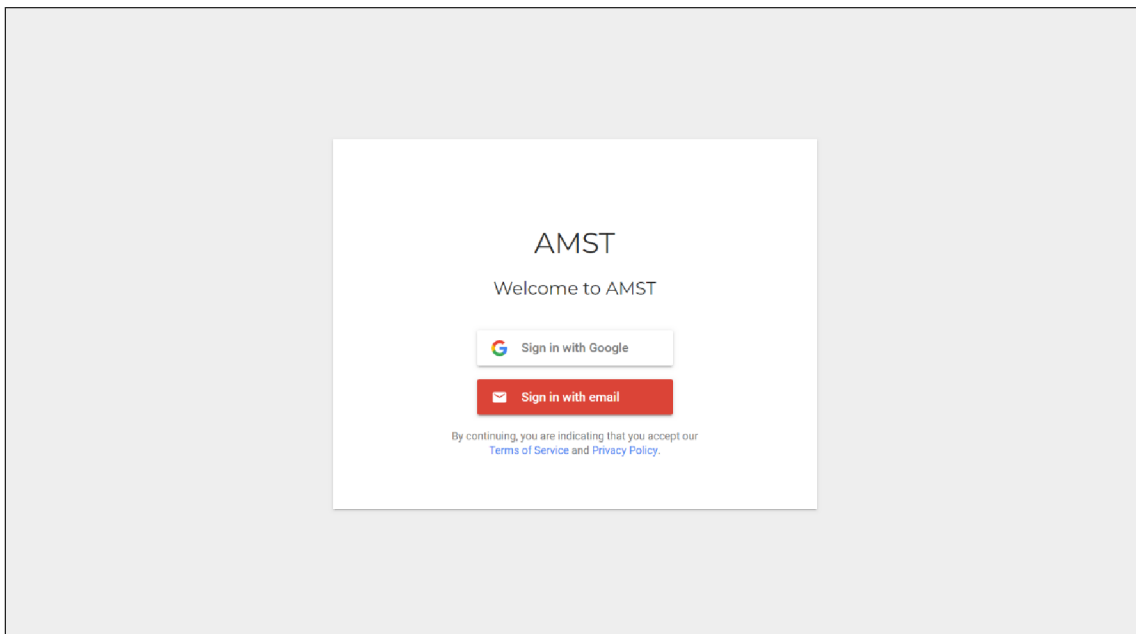 AMST
Welcome to AMST
Sign in with Google
Sign in with email
By continuing, you are indicating that you accept our
Terms of Service and Privacy Policy.